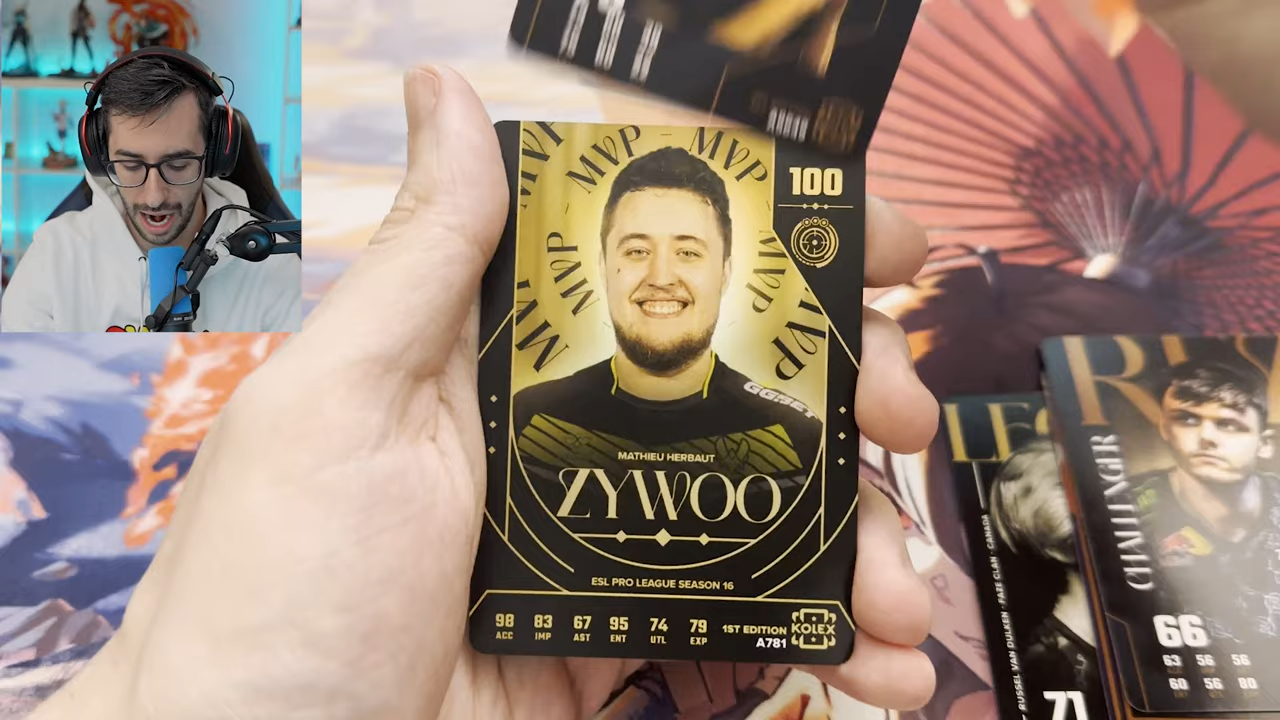 MVP - MVP - MVP
MVP
MVP
MVP
MVP
100
GG.BET
MATHIEU HERBAUT
ZYWOO
ESL PRO LEAGUE SEASON 16
98 83 67 95 74 79
ACC IMP AST ENT UTL EXP
1ST EDITION
A781
KOLEX
RUSSEL VAN DULKEN · FAZE CLAN · CANADA
71
CHALLENGER
66
63 56 56
60 56 80